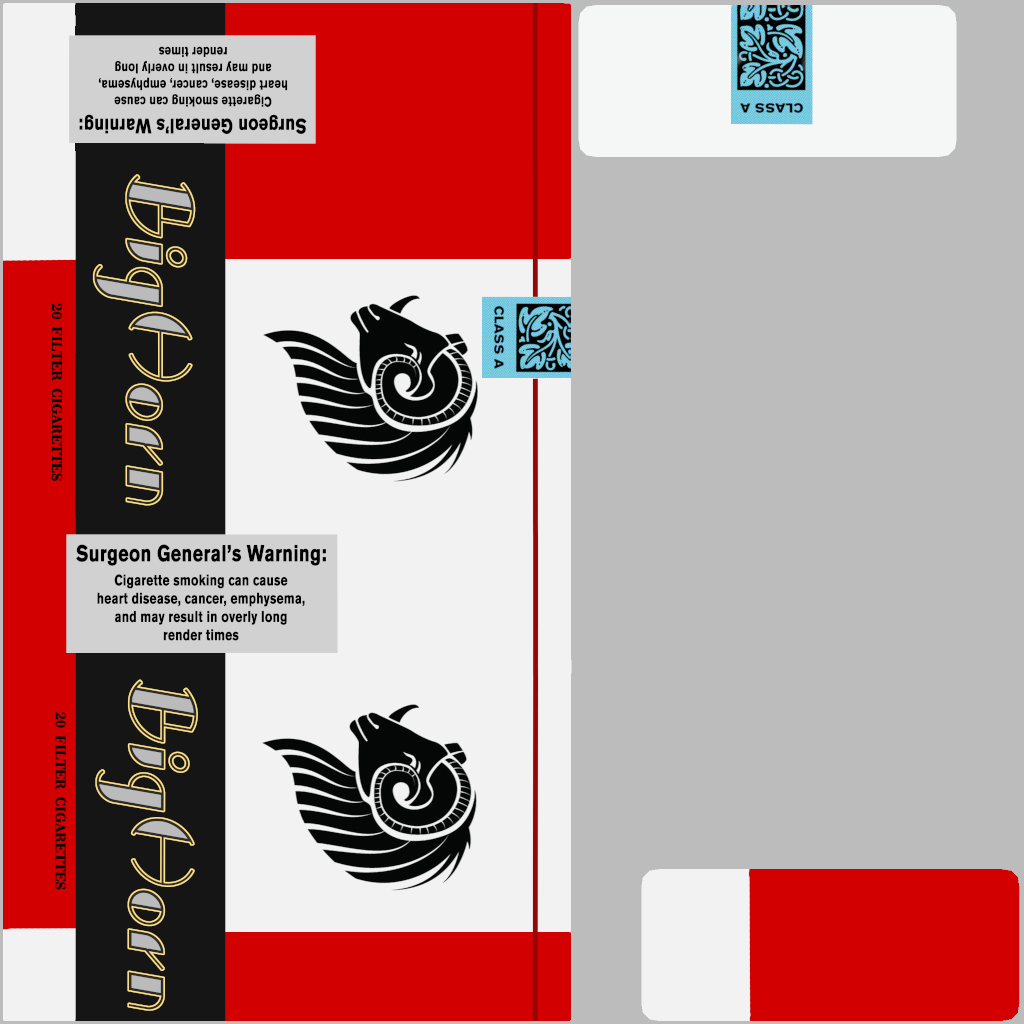 Surgeon General's Warning:
Cigarette smoking can cause
heart disease, cancer, emphysema,
and may result in overly long
render times
CLASS A
BigHorn
20 FILTER CIGARETTES
CLASS A
Surgeon General’s Warning:
Cigarette smoking can cause
heart disease, cancer, emphysema,
and may result in overly long
render times
BigHorn
20 FILTER CIGARETTES